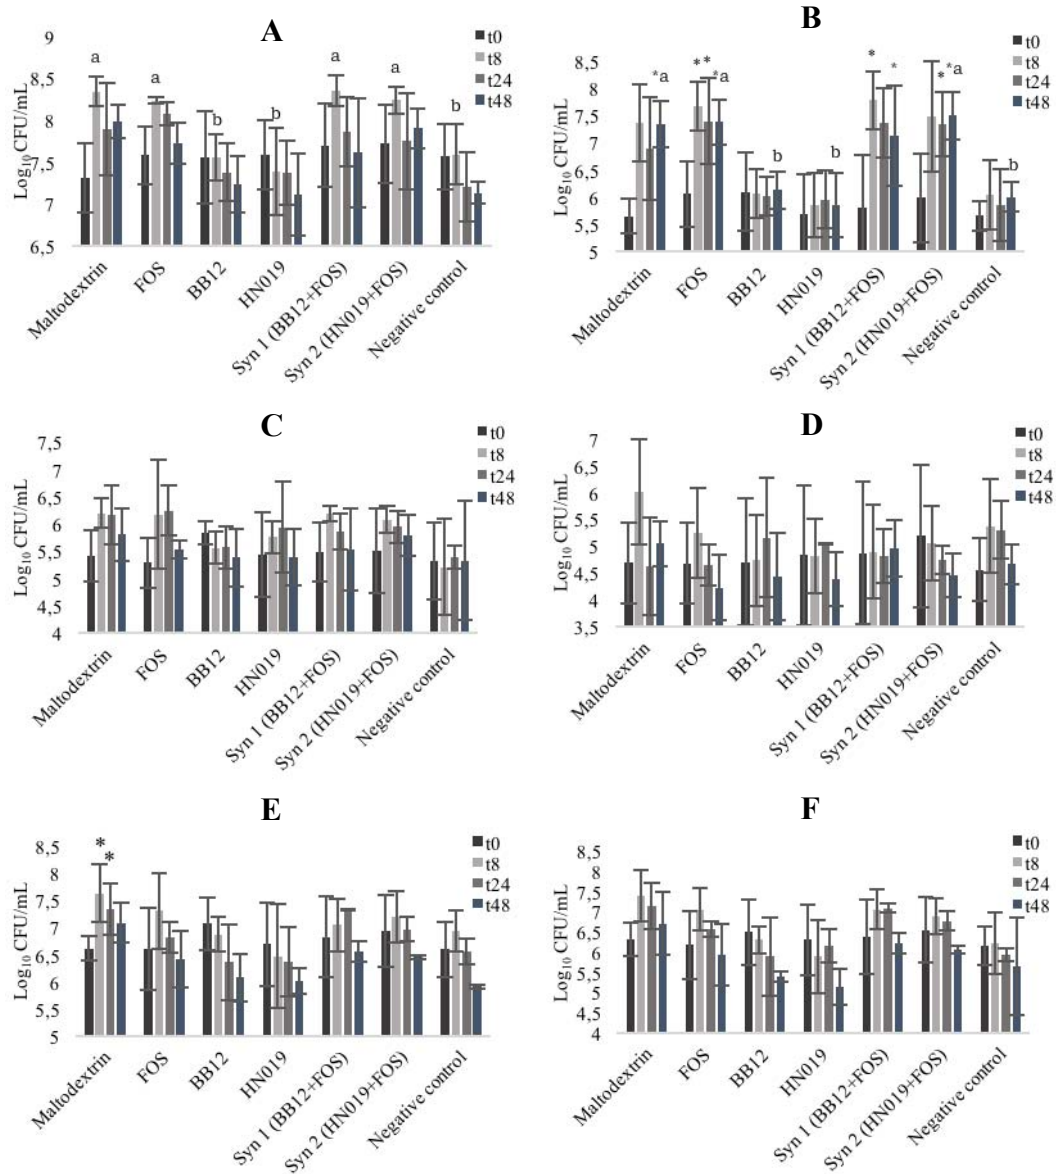 A
Log10 CFU/mL
9
8,5
8
7,5
7
6,5
a
a
b
b
a
a
b
t0
t8
t24
t48
Maltodextrin
FOS
BB12
HN019
Syn 1 (BB12+FOS)
Syn 2 (HN019+FOS)
Negative control
B
Log10 CFU/mL
8,5
8
7,5
7
6,5
6
5,5
5
*a
* *
*a
b
b
*
*
*
*a
b
t0
t8
t24
t48
Maltodextrin
FOS
BB12
HN019
Syn 1 (BB12+FOS)
Syn 2 (HN019+FOS)
Negative control
C
Log10 CFU/mL
7,5
7
6,5
6
5,5
5
4,5
4
t0
t8
t24
t48
Maltodextrin
FOS
BB12
HN019
Syn 1 (BB12+FOS)
Syn 2 (HN019+FOS)
Negative control
D
Log10 CFU/mL
7
6,5
6
5,5
5
4,5
4
3,5
t0
t8
t24
t48
Maltodextrin
FOS
BB12
HN019
Syn 1 (BB12+FOS)
Syn 2 (HN019+FOS)
Negative control
E
Log10 CFU/mL
8,5
8
7,5
7
6,5
6
5,5
5
*
*
t0
t8
t24
t48
Maltodextrin
FOS
BB12
HN019
Syn 1 (BB12+FOS)
Syn 2 (HN019+FOS)
Negative control
F
Log10 CFU/mL
8,5
8
7,5
7
6,5
6
5,5
5
4,5
4
t0
t8
t24
t48
Maltodextrin
FOS
BB12
HN019
Syn 1 (BB12+FOS)
Syn 2 (HN019+FOS)
Negative control